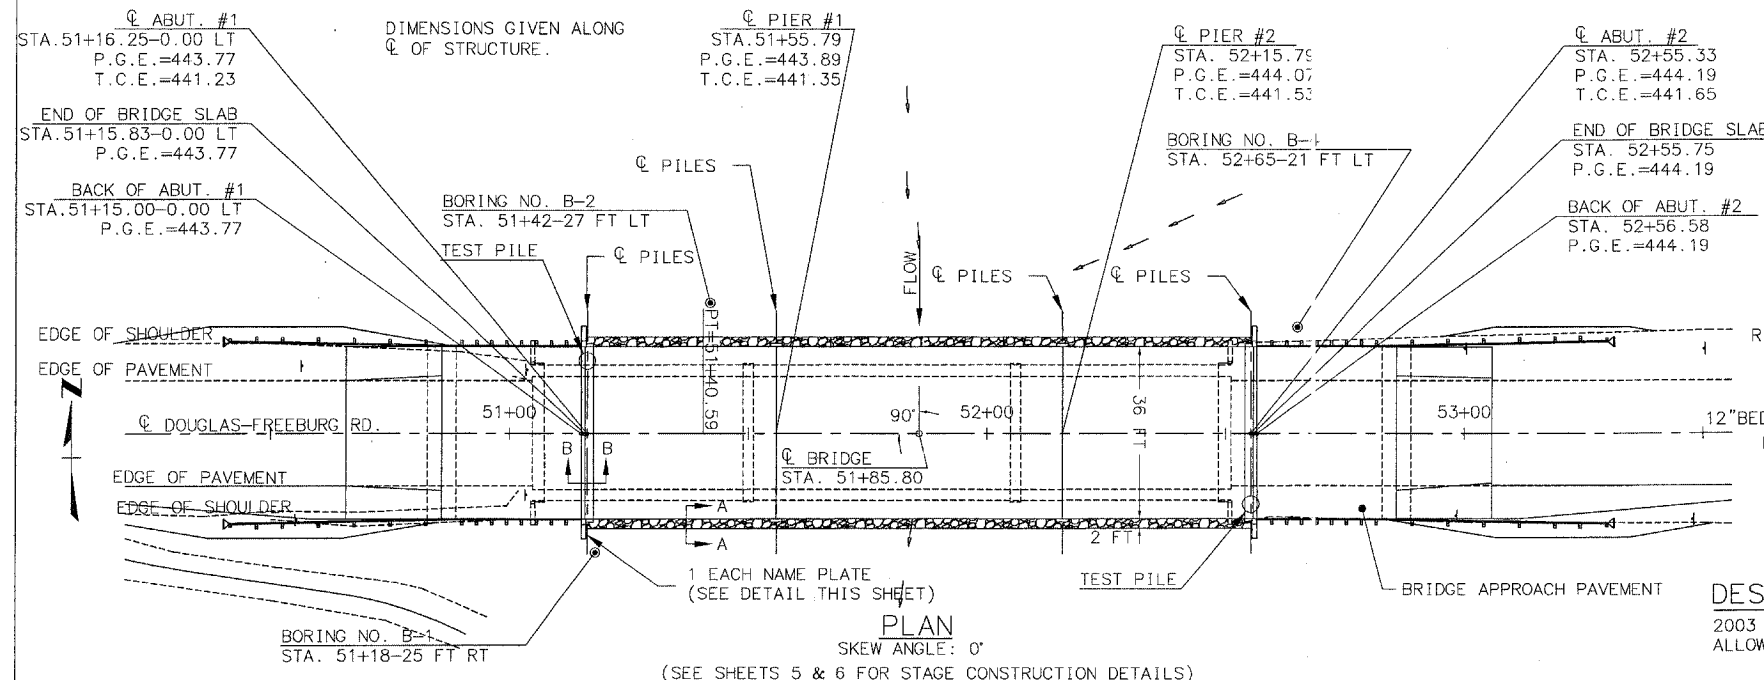 ℄ ABUT. #1
STA.51+16.25-0.00 LT
P.G.E.=443.77
T.C.E.=441.23
END OF BRIDGE SLAB
STA.51+15.83-0.00 LT
P.G.E.=443.77
BACK OF ABUT. #1
STA.51+15.00-0.00 LT
P.G.E.=443.77
DIMENSIONS GIVEN ALONG
℄ OF STRUCTURE.
℄ PIER #1
STA.51+55.79
P.G.E.=443.89
T.C.E.=441.35
℄ PIER #2
STA. 52+15.79
P.G.E.=444.07
T.C.E.=441.53
℄ ABUT. #2
STA. 52+55.33
P.G.E.=444.19
T.C.E.=441.65
END OF BRIDGE SLAB
STA. 52+55.75
P.G.E.=444.19
BACK OF ABUT. #2
STA. 52+56.58
P.G.E.=444.19
BORING NO. B-2
STA. 51+42-27 FT LT
TEST PILE
℄ PILES
℄ PILES
BORING NO.
STA. 52+65-21 FT LT
℄ PILES
℄ PILES
FLOW
PT=51+40.59
EDGE OF SHOULDER
EDGE OF PAVEMENT
℄ DOUGLAS-FREEBURG RD.
51+00
52+00
53+00
90°
36 FT
R
12"BED
N
B
B
℄ BRIDGE
STA. 51+85.80
EDGE OF PAVEMENT
EDGE OF SHOULDER
A
A
2 FT
1 EACH NAME PLATE
(SEE DETAIL THIS SHEET)
TEST PILE
BRIDGE APPROACH PAVEMENT
BORING NO. B-1
STA. 51+18-25 FT RT
PLAN
SKEW ANGLE: 0°
(SEE SHEETS 5 & 6 FOR STAGE CONSTRUCTION DETAILS)
DES
2003
ALLOW